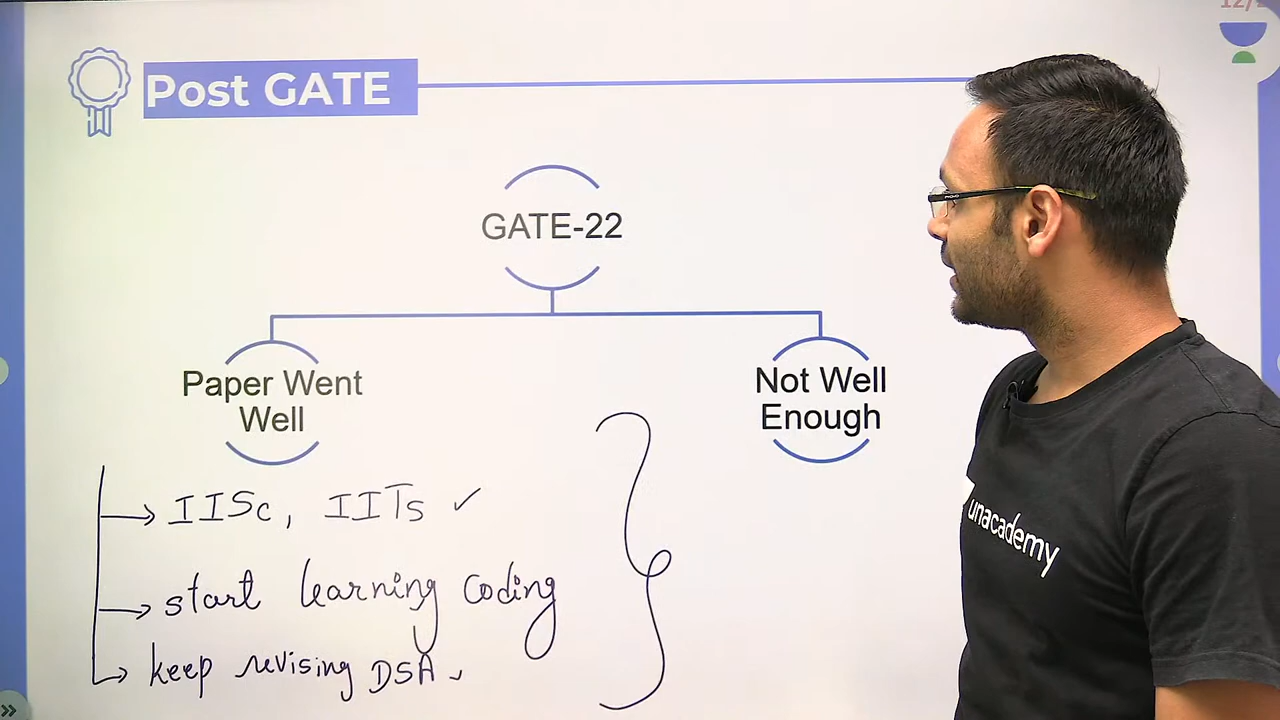 12/
Post GATE
GATE-22
Paper Went
Well
Not Well
Enough
IISc, IITs ✓
start learning coding
keep revising DSA
unacademy